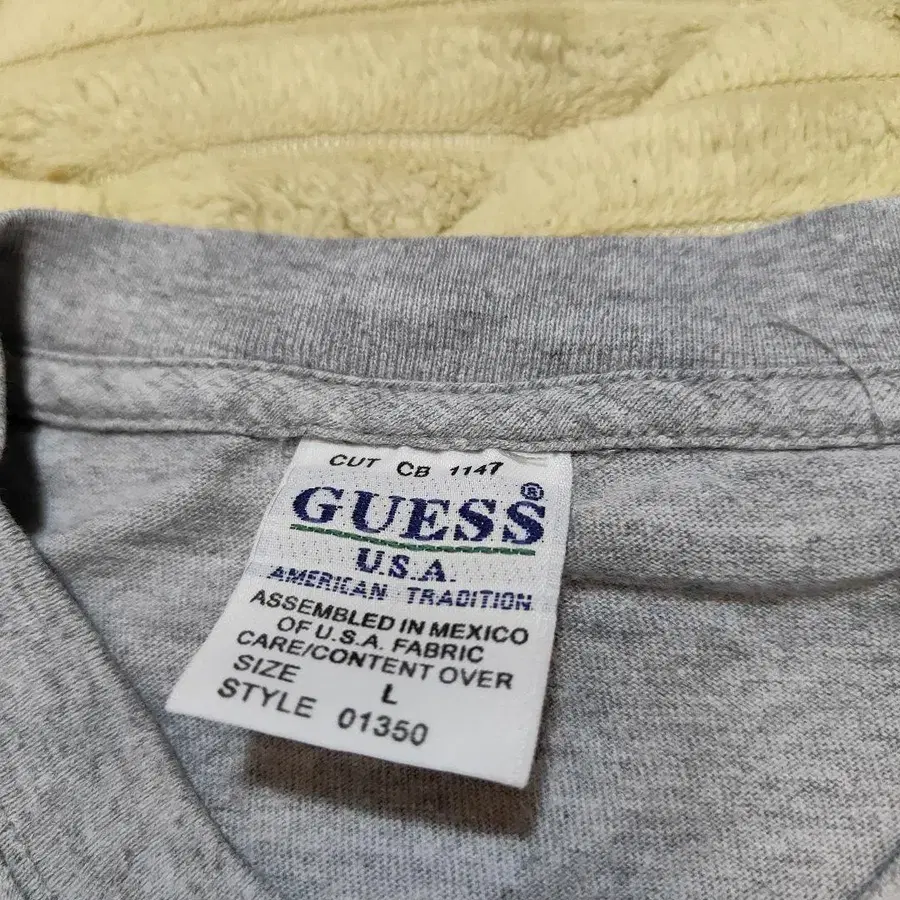 CUT CB 1147
GUESS®
U.S.A.
AMERICAN TRADITION
ASSEMBLED IN MEXICO
OF U.S.A. FABRIC
CARE/CONTENT OVER
SIZE L
STYLE 01350